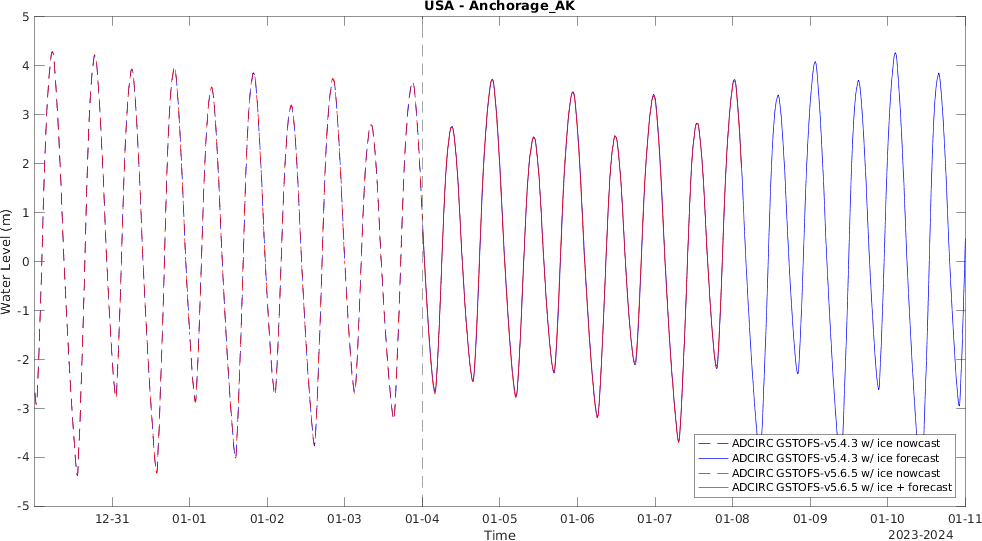 USA - Anchorage_AK
5
4
3
2
1
0
-1
-2
-3
-4
-5
Water Level (m)
12-31 01-01 01-02 01-03 01-04 01-05 01-06 01-07 01-08 01-09 01-10 01-11
Time
2023-2024
ADCIRC GSTOFS-v5.4.3 w/ ice nowcast
ADCIRC GSTOFS-v5.4.3 w/ ice forecast
ADCIRC GSTOFS-v5.6.5 w/ ice nowcast
ADCIRC GSTOFS-v5.6.5 w/ ice + forecast